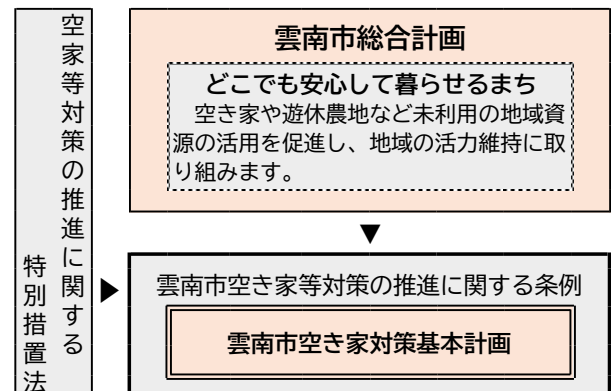 空家等対策の推進に関する
特別措置法
雲南市総合計画
どこでも安心して暮らせるまち
空き家や遊休農地など未利用の地域資
源の活用を促進し、地域の活力維持に取
り組みます。
▼
▶
雲南市空き家等対策の推進に関する条例
雲南市空き家対策基本計画